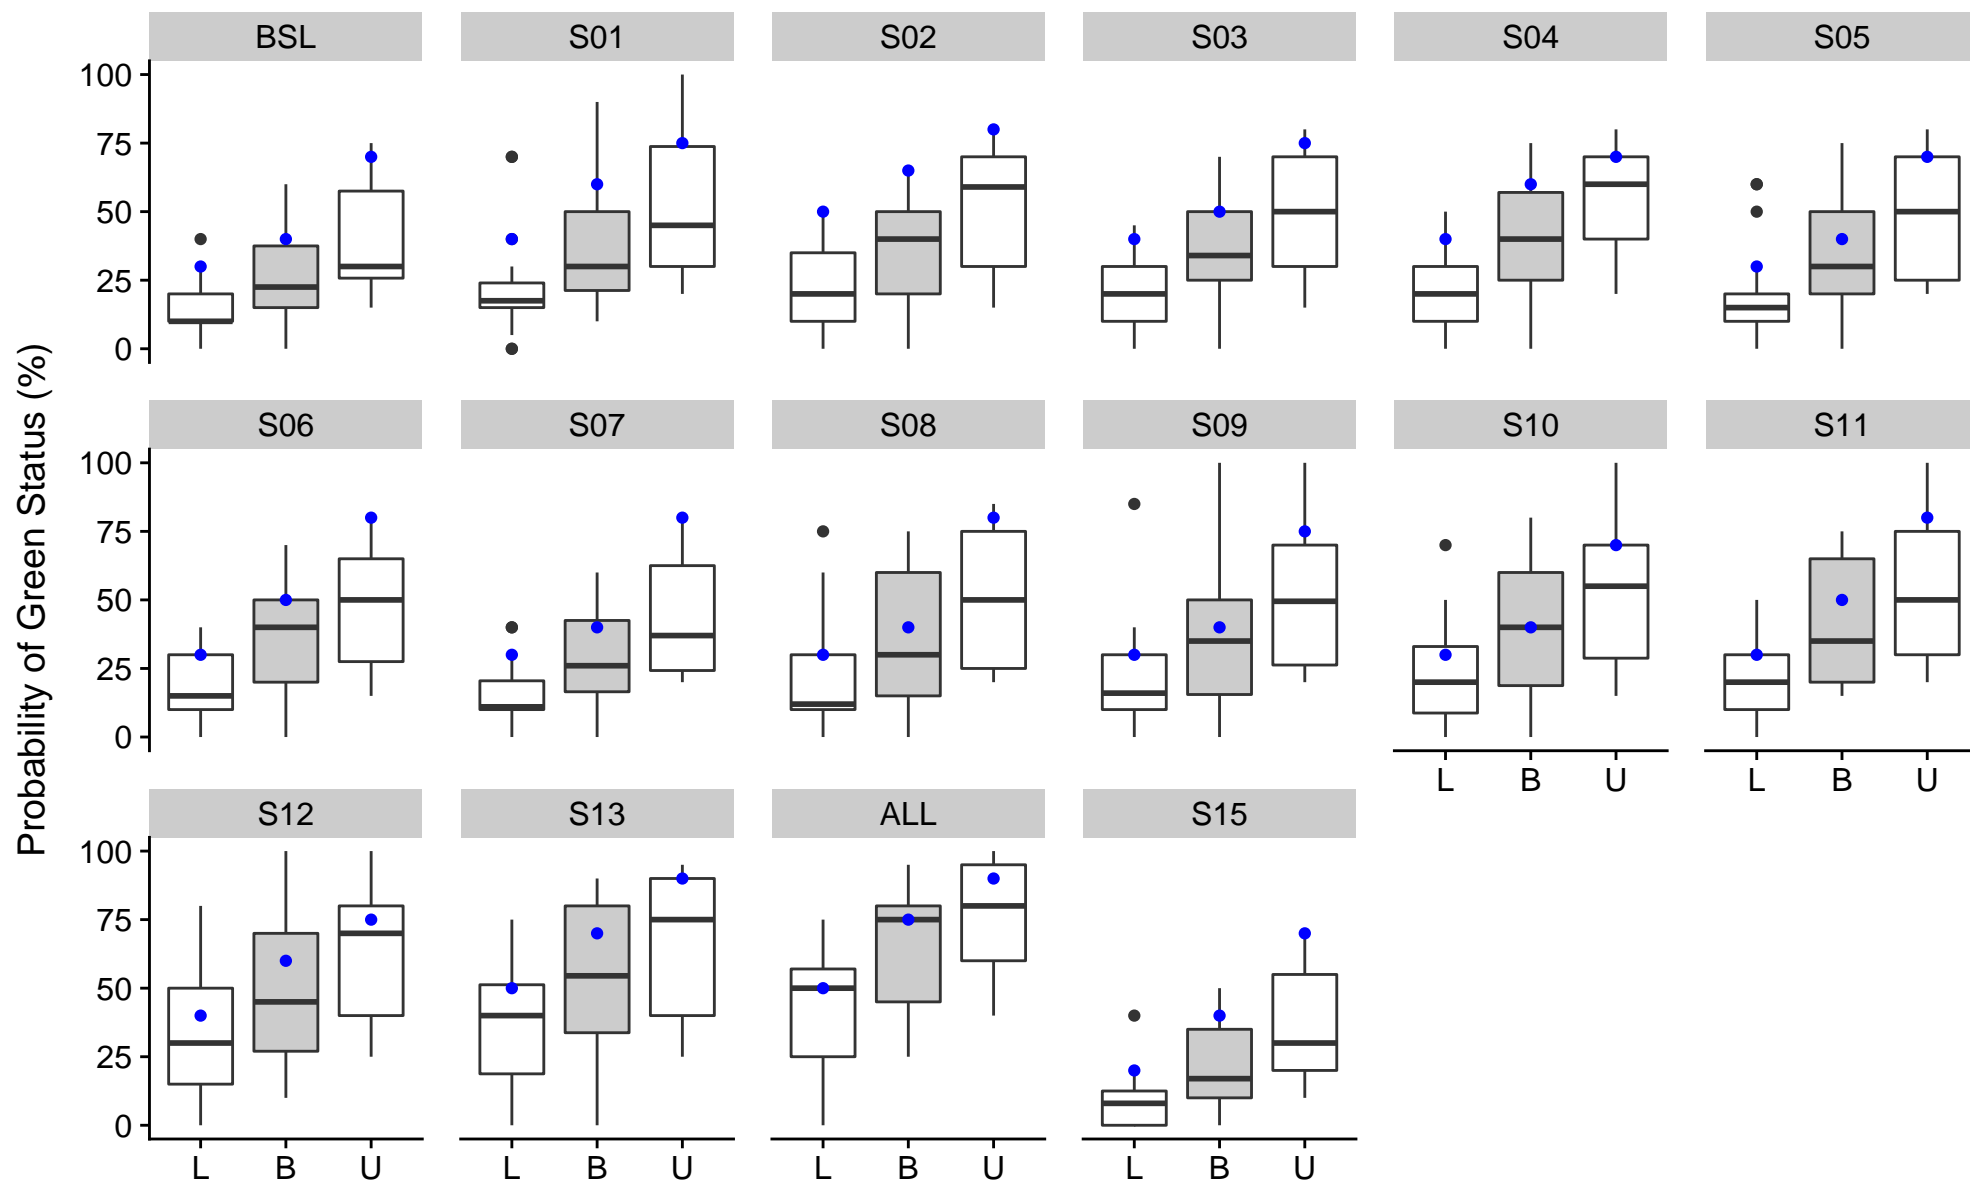 Probability of Green Status (%)
BSL S01 S02 S03 S04 S05
100
75
50
25
0
S06 S07 S08 S09 S10 S11
100
75
50
25
0
L B U L B U
S12 S13 ALL S15
100
75
50
25
0
L B U L B U L B U L B U